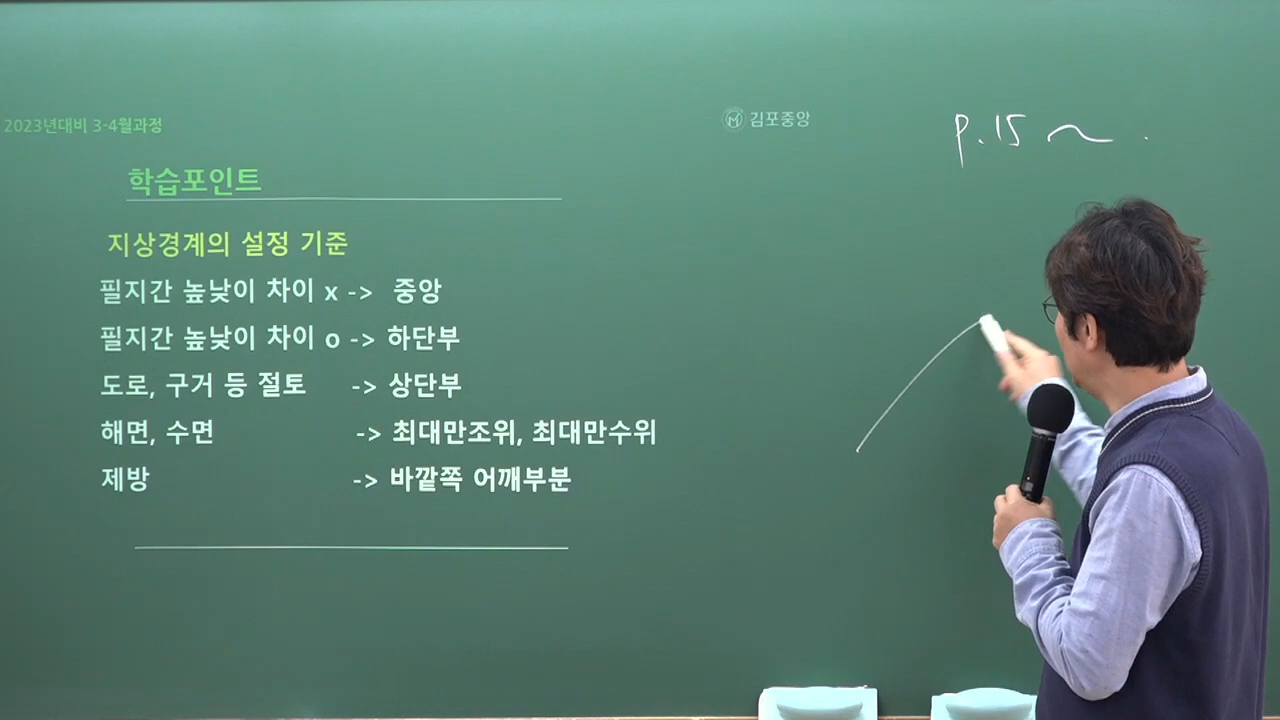 2023년대비 3-4월과정
김포중앙
p.15 ~ .
학습포인트
지상경계의 설정 기준
필지간 높낮이 차이 x -> 중앙
필지간 높낮이 차이 o -> 하단부
도로, 구거 등 절토 -> 상단부
해면, 수면 -> 최대만조위, 최대만수위
제방 -> 바깥쪽 어깨부분